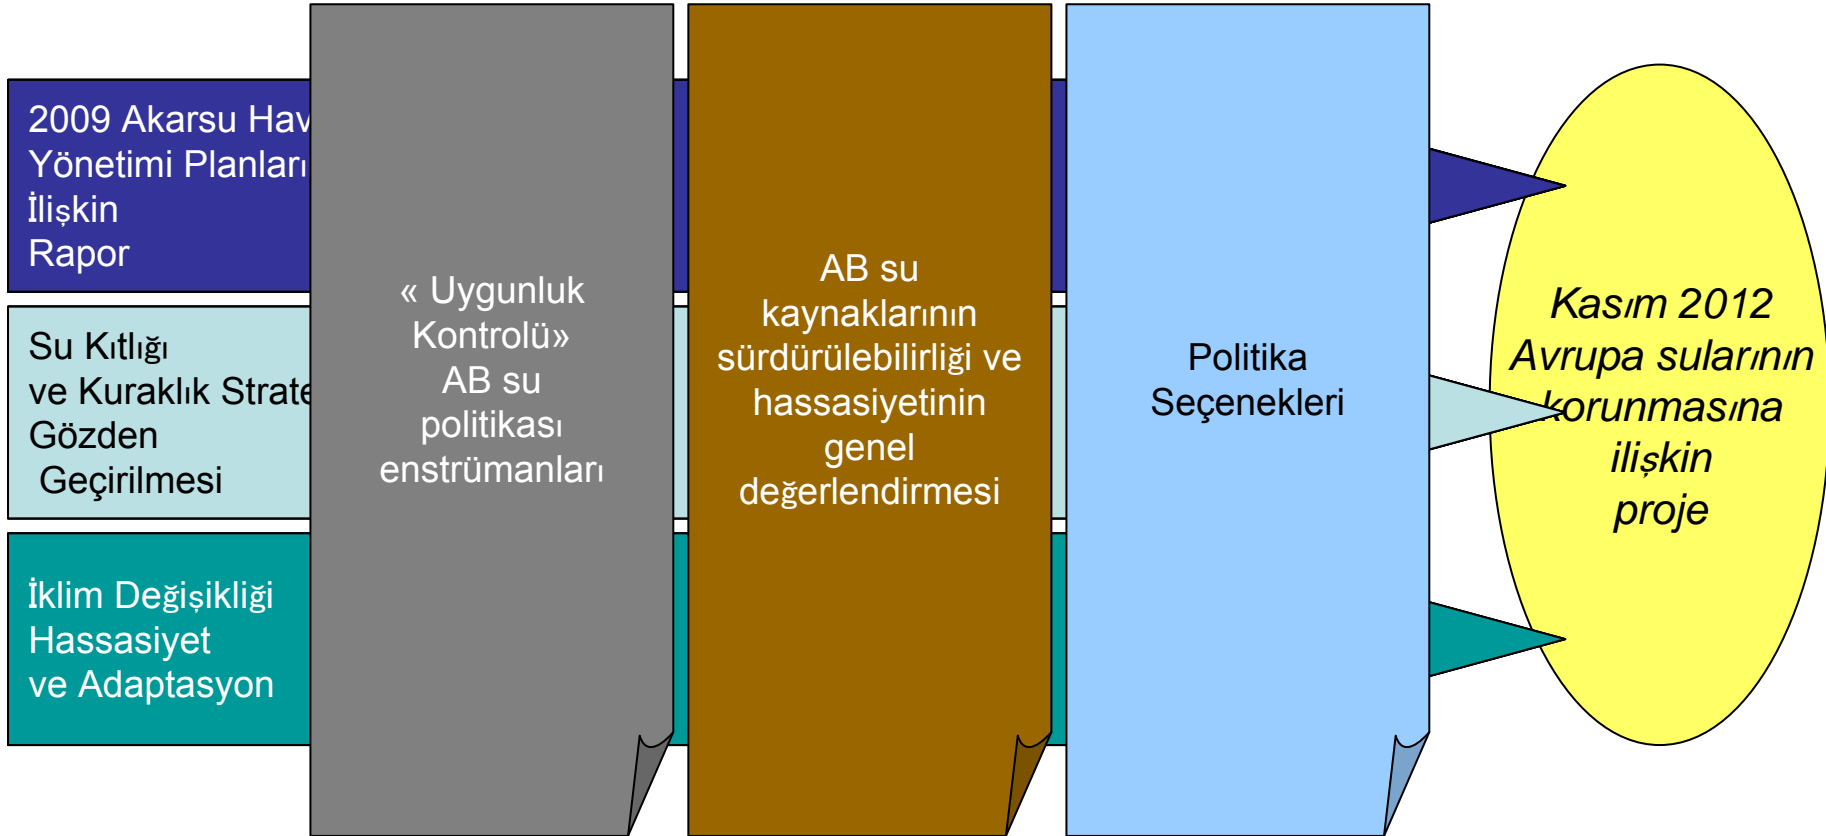 2009 Akarsu Hav
Yönetimi Planları
İlişkin
Rapor
Su Kıtlığı
ve Kuraklık Strate
Gözden
Geçirilmesi
İklim Değişikliği
Hassasiyet
ve Adaptasyon
« Uygunluk
Kontrolü»
AB su
politikası
enstrümanları
AB su
kaynaklarının
sürdürülebilirliği ve
hassasiyetinin
genel
değerlendirmesi
Politika
Seçenekleri
Kasım 2012
Avrupa sularının
korunmasına
ilişkin
proje